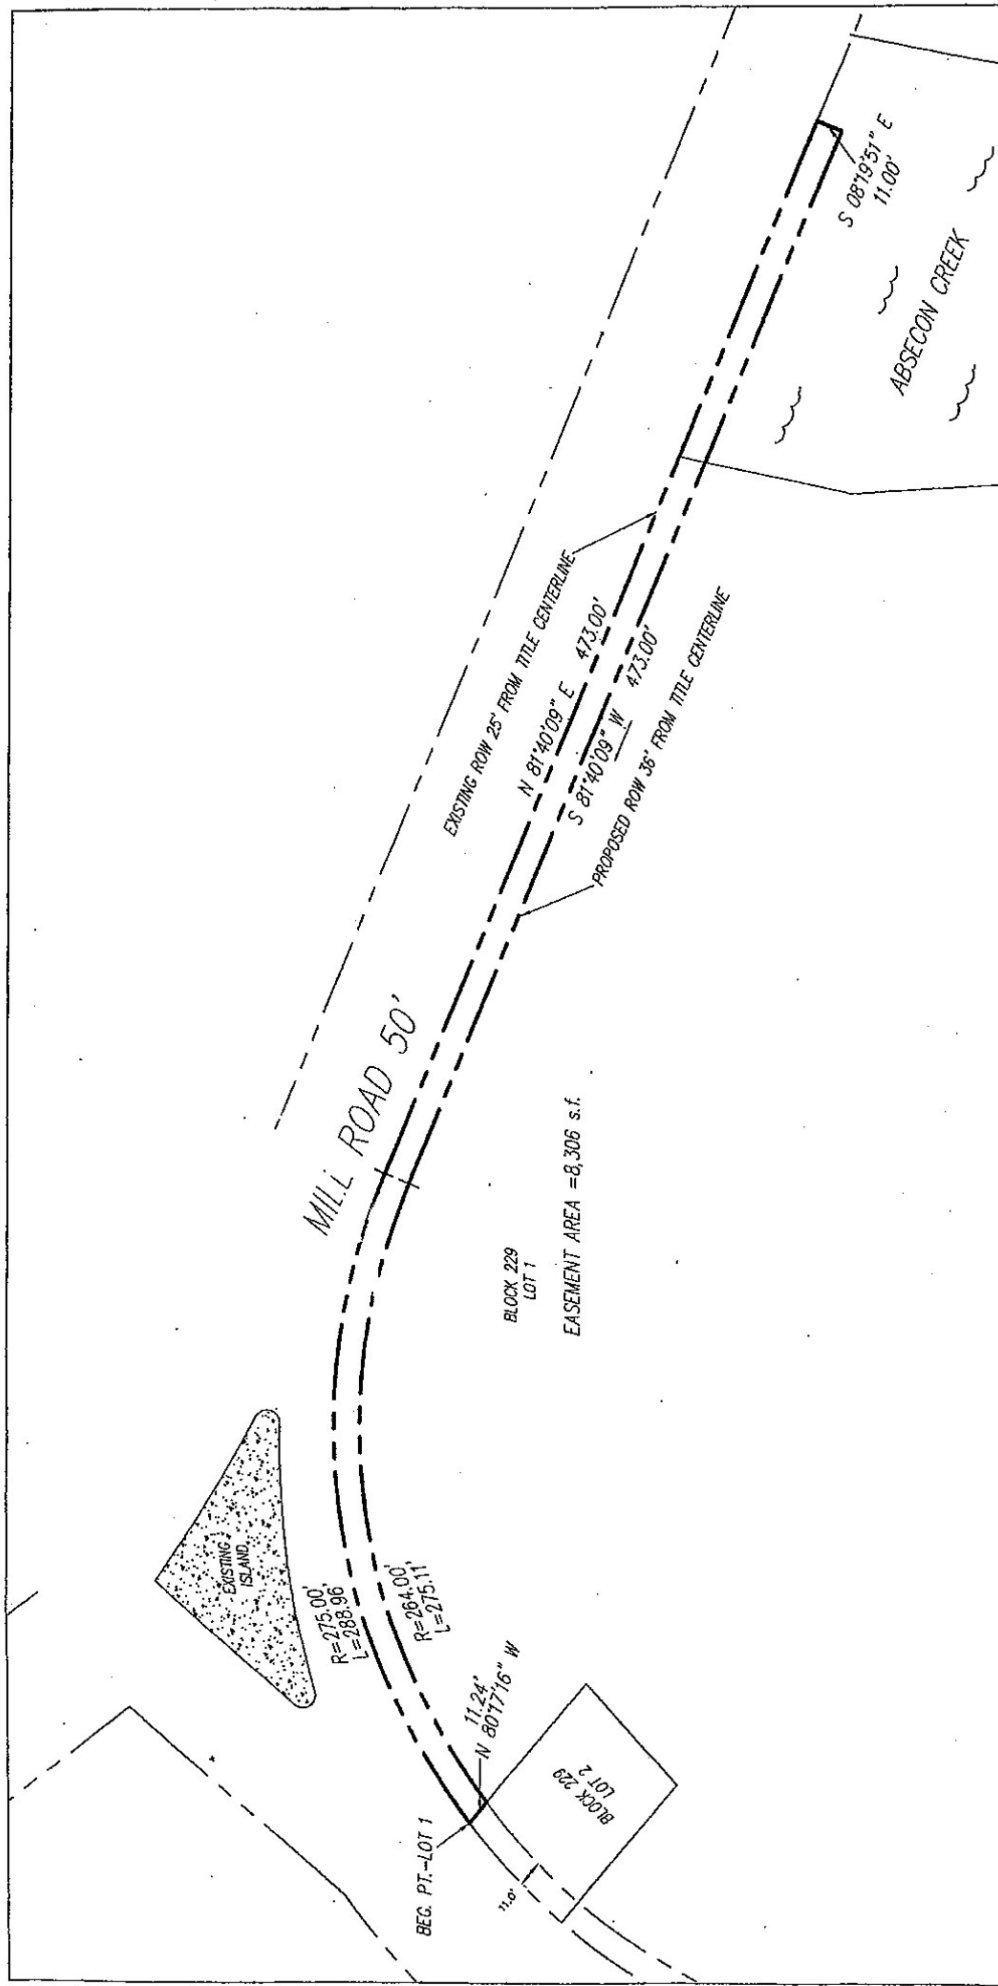 MILL ROAD 50'
EXISTING ROW 25' FROM TITLE CENTERLINE
N 81°40'09" E 473.00'
S 81°40'09" W 473.00'
PROPOSED ROW 36' FROM TITLE CENTERLINE
S 08°19'51" E
11.00'
ABSECON CREEK
EXISTING
ISLAND
R=275.00'
L=288.96'
R=264.00'
L=275.11'
11.24'
N 80°17'16" W
BEG. PT.-LOT 1
11.0'
BLOCK 229
LOT 2
BLOCK 229
LOT 1
EASEMENT AREA =8,306 s.f.